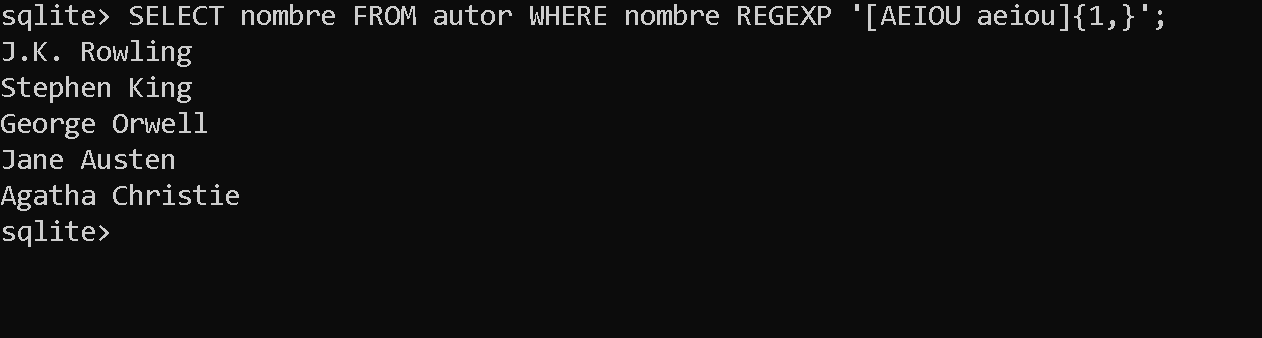 sqlite> SELECT nombre FROM autor WHERE nombre REGEXP '[AEIOU aeiou]{1,}';
J.K. Rowling
Stephen King
George Orwell
Jane Austen
Agatha Christie
sqlite>